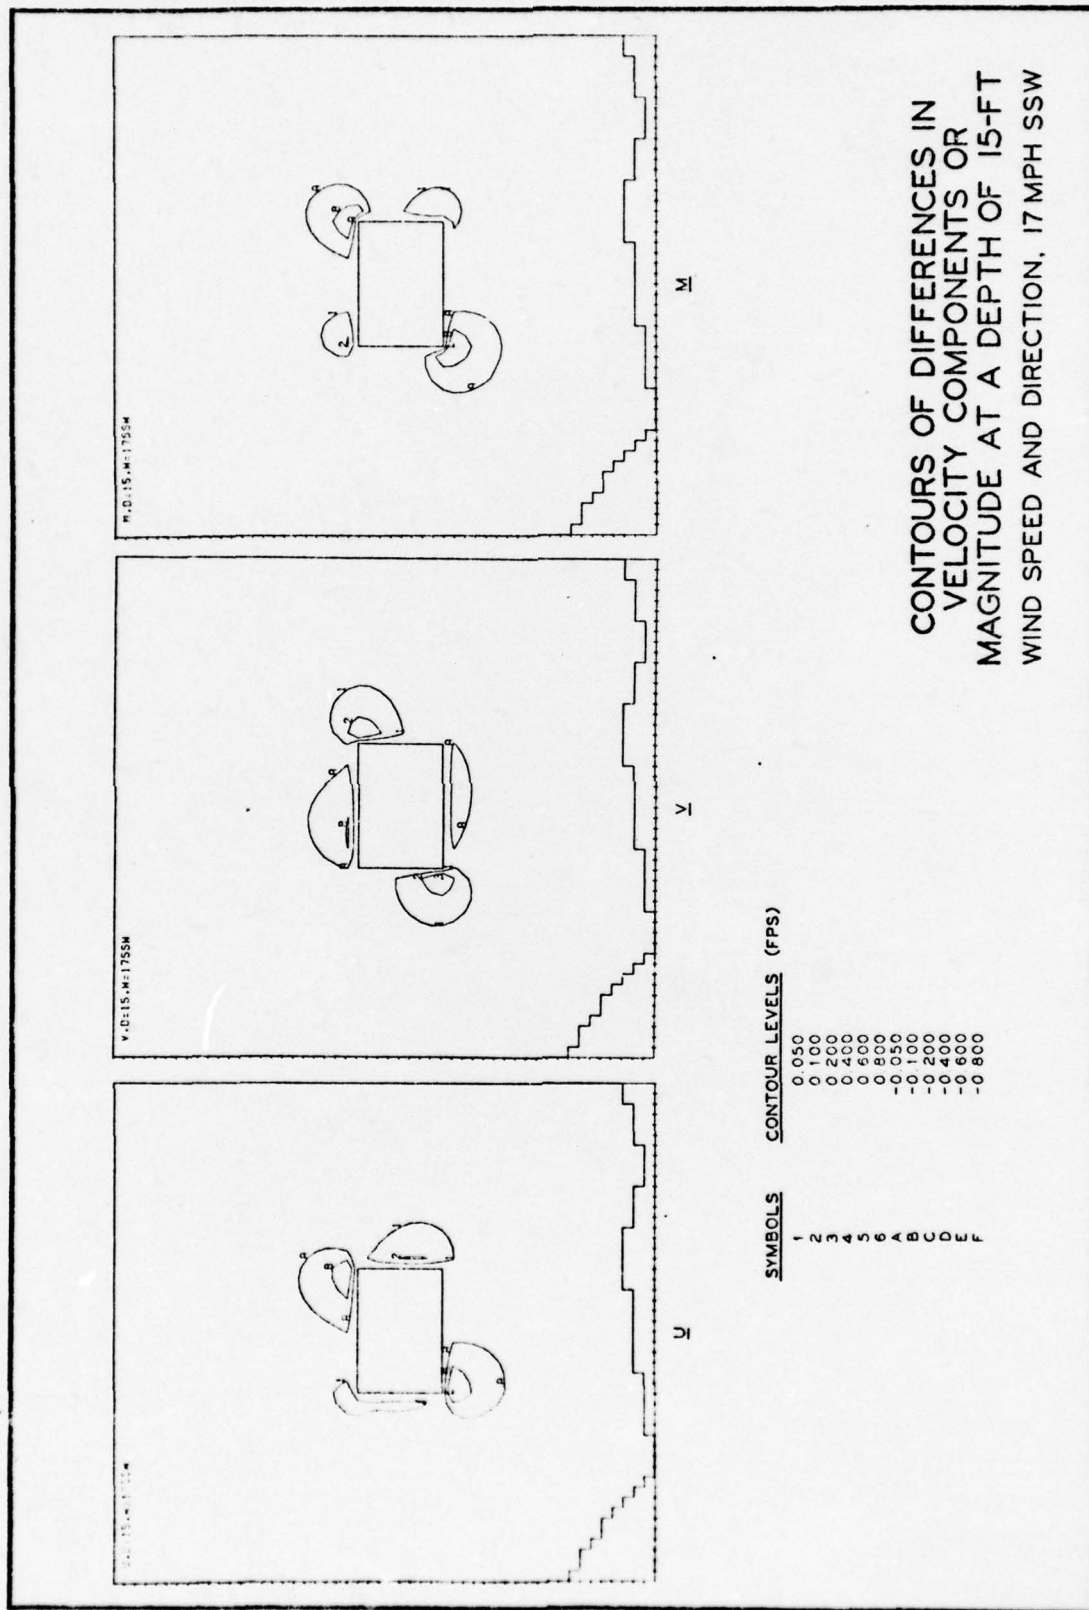 V.D=15.W=17SSW
M.D=15.W=17SSW
U
V
M
SYMBOLS CONTOUR LEVELS (FPS)
1 0.050
2 0.100
3 0.200
4 0.400
5 0.600
6 0.800
A -0.050
B -0.100
C -0.200
D -0.400
E -0.600
F -0.800
CONTOURS OF DIFFERENCES IN
VELOCITY COMPONENTS OR
MAGNITUDE AT A DEPTH OF 15-FT
WIND SPEED AND DIRECTION, 17 MPH SSW